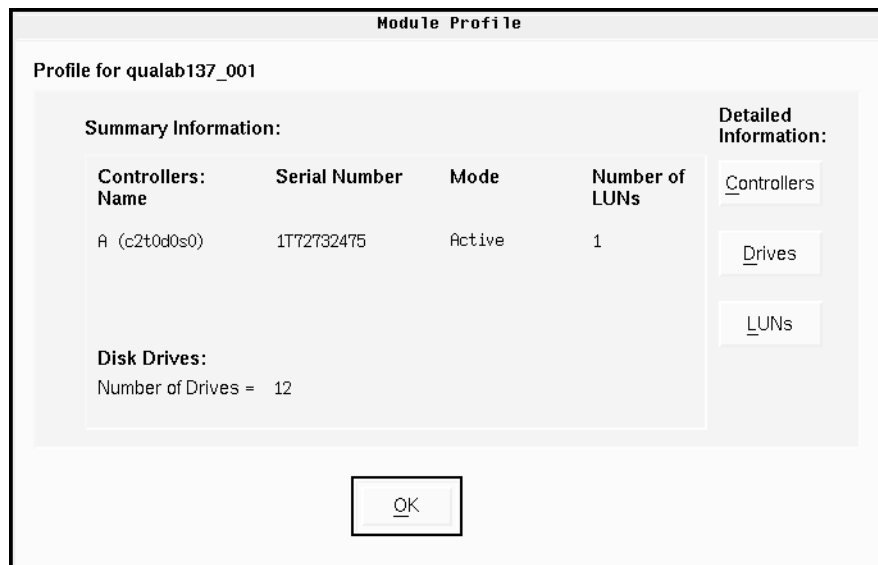 Module Profile
Profile for qualab137_001
Summary Information:
Detailed
Information:
Controllers:
Name
Serial Number
Mode
Number of
LUNs
A (c2t0d0s0)
1T72732475
Active
1
Disk Drives:
Number of Drives = 12
Controllers
Drives
LUNs
OK